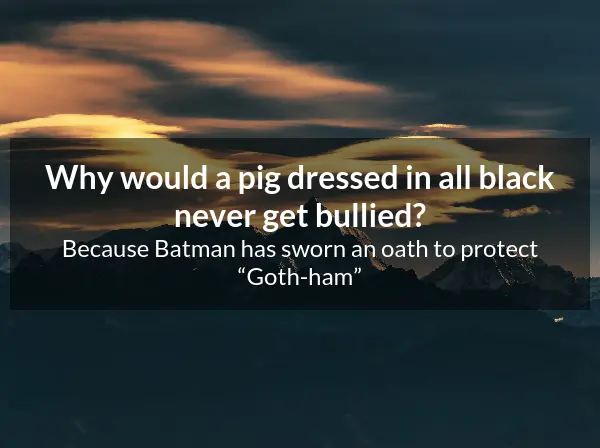 Why would a pig dressed in all black
never get bullied?
Because Batman has sworn an oath to protect
“Goth-ham”